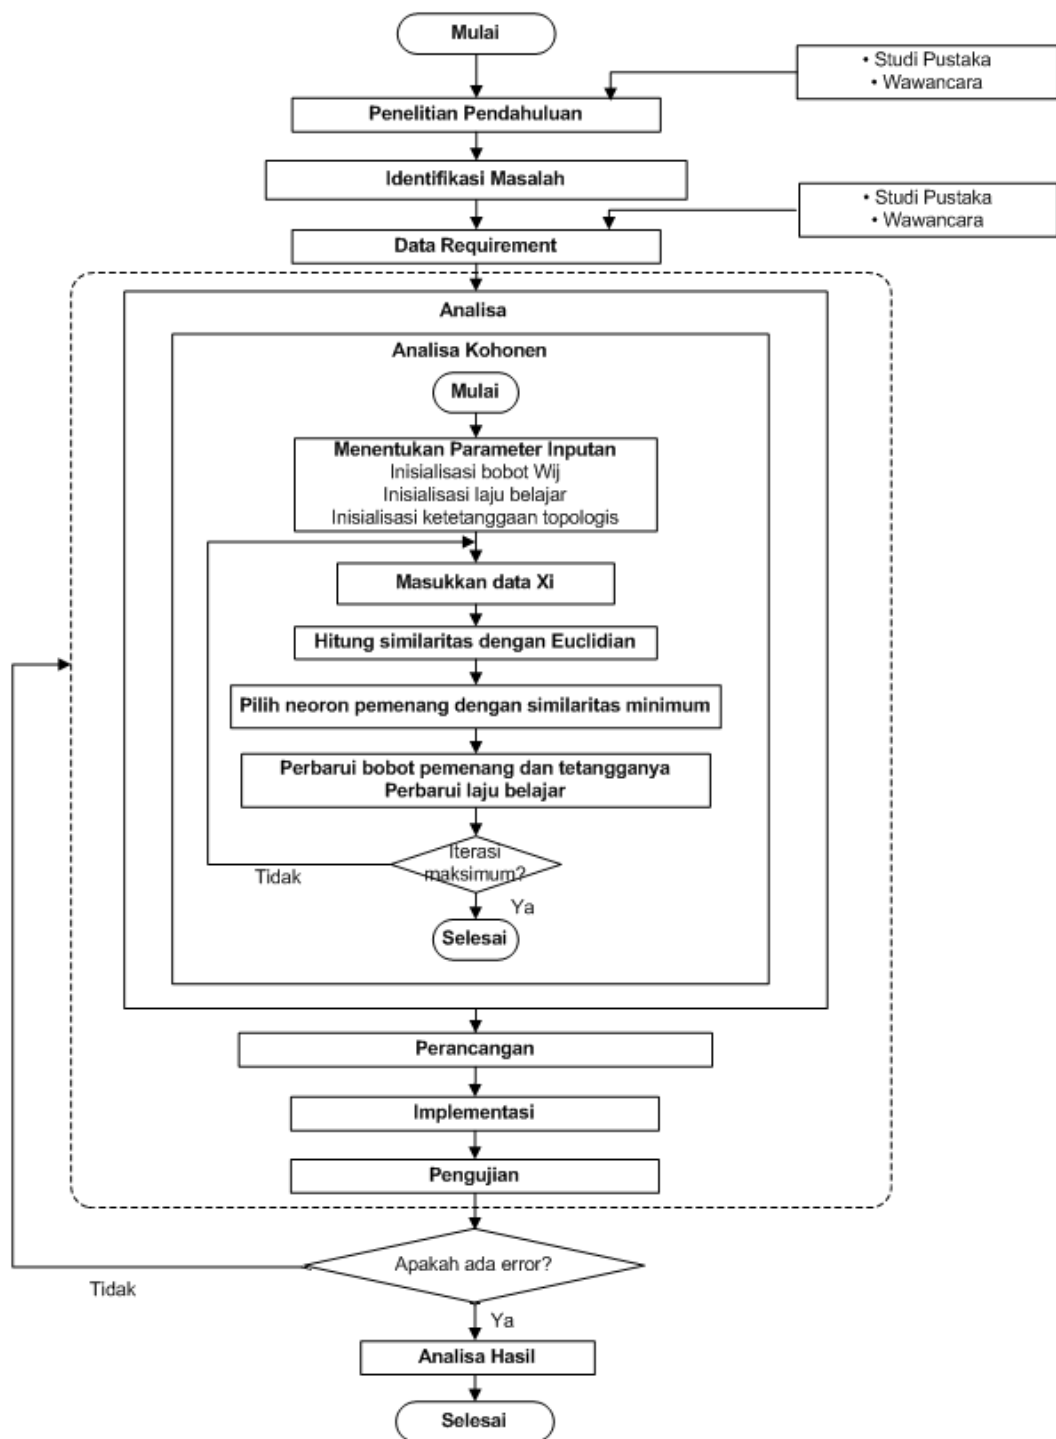 Mulai
• Studi Pustaka
• Wawancara
Penelitian Pendahuluan
Identifikasi Masalah
• Studi Pustaka
• Wawancara
Data Requirement
Analisa
Analisa Kohonen
Mulai
Menentukan Parameter Inputan
Inisialisasi bobot Wij
Inisialisasi laju belajar
Inisialisasi ketetanggaan topologis
Masukkan data Xi
Hitung similaritas dengan Euclidian
Pilih neoron pemenang dengan similaritas minimum
Perbarui bobot pemenang dan tetangganya
Perbarui laju belajar
Iterasi
maksimum?
Tidak
Ya
Selesai
Perancangan
Implementasi
Pengujian
Apakah ada error?
Tidak
Ya
Analisa Hasil
Selesai